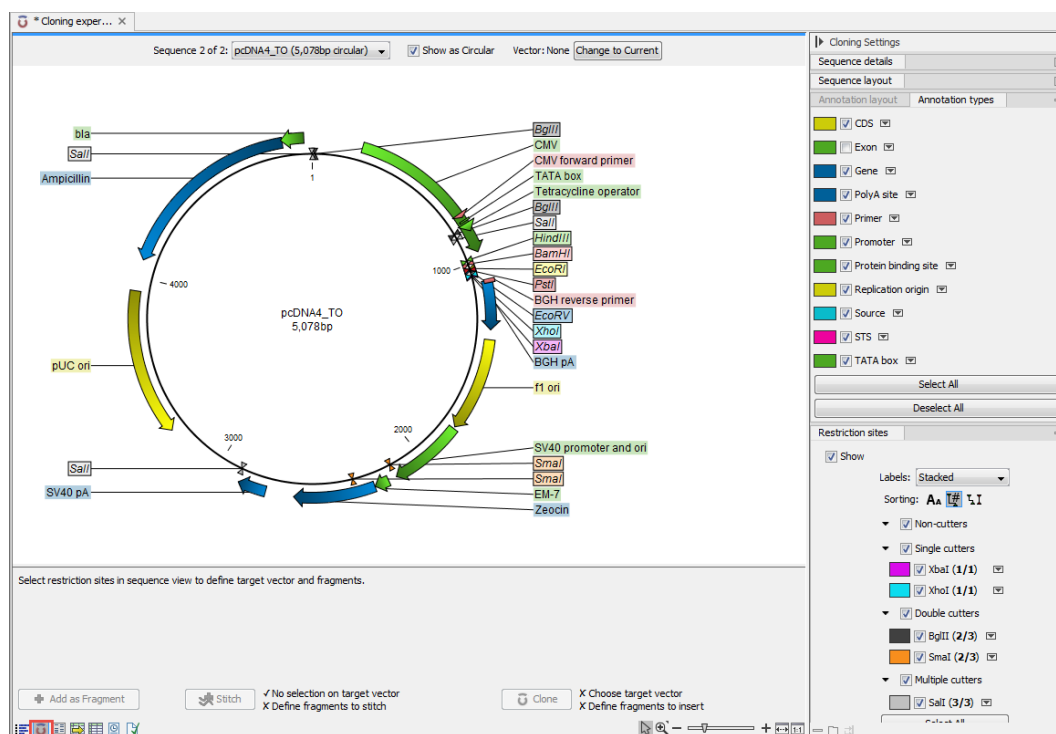 * Cloning exper...
Sequence 2 of 2: pcDNA4_TO (5,078bp circular) Show as Circular Vector: None Change to Current
bla
SalI
Ampicillin
pUC ori
SalI
SV40 pA
1
1000
2000
3000
4000
pcDNA4_TO
5,078bp
BglII
CMV
CMV forward primer
TATA box
Tetracycline operator
BglII
SalI
HindIII
BamHI
EcoRI
PstI
BGH reverse primer
EcoRV
XhoI
XbaI
BGH pA
f1 ori
SV40 promoter and ori
SmaI
SmaI
EM-7
Zeocin
Select restriction sites in sequence view to define target vector and fragments.
Add as Fragment
Stitch
✓ No selection on target vector
✗ Define fragments to stitch
Clone
✗ Choose target vector
✗ Define fragments to insert
Cloning Settings
Sequence details
Sequence layout
Annotation layout Annotation types
CDS
Exon
Gene
PolyA site
Primer
Promoter
Protein binding site
Replication origin
Source
STS
TATA box
Select All
Deselect All
Restriction sites
Show
Labels: Stacked
Sorting:
Non-cutters
Single cutters
XbaI (1/1)
XhoI (1/1)
Double cutters
BglII (2/3)
SmaI (2/3)
Multiple cutters
SalI (3/3)
Select All